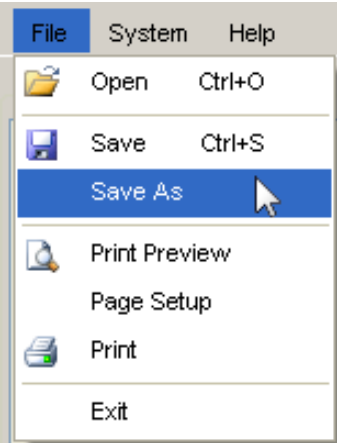 File System Help
Open Ctrl+O
Save Ctrl+S
Save As
Print Preview
Page Setup
Print
Exit